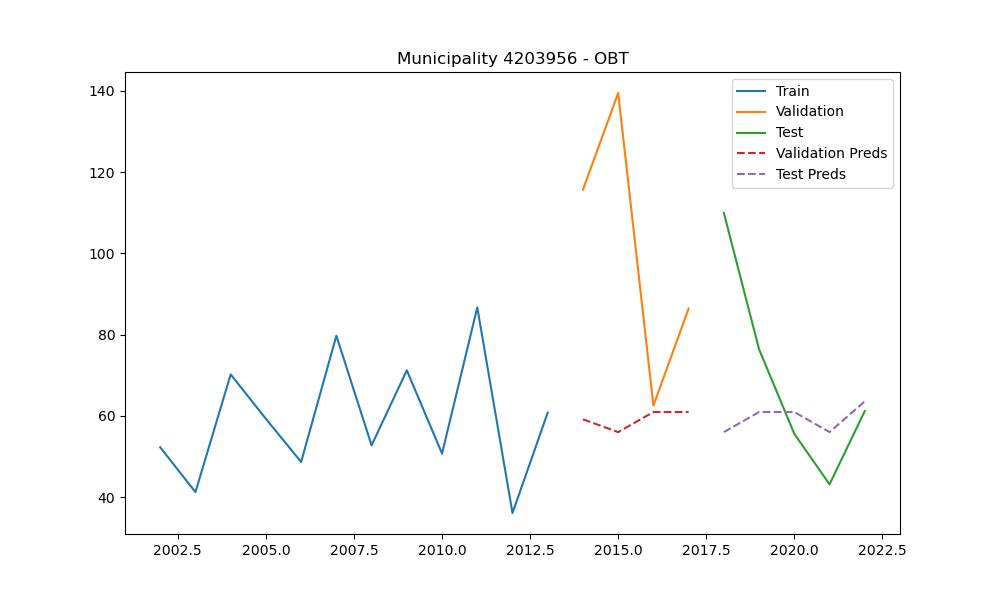 Municipality 4203956 - OBT
140
120
100
80
60
40
Train
Validation
Test
Validation Preds
Test Preds
2002.5 2005.0 2007.5 2010.0 2012.5 2015.0 2017.5 2020.0 2022.5